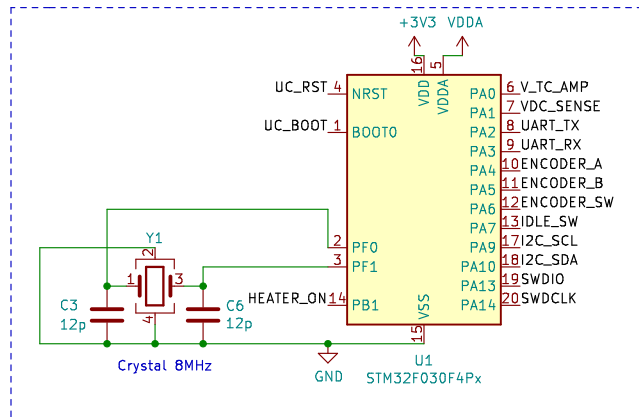 +3V3 VDDA
16
5
UC_RST 4 NRST
VDD
VDDA
PA0 6 V_TC_AMP
PA1 7 VDC_SENSE
UC_BOOT 1 BOOT0
PA2 8 UART_TX
PA3 9 UART_RX
PA4 10 ENCODER_A
PA5 11 ENCODER_B
PA6 12 ENCODER_SW
PA7 13 IDLE_SW
Y1
2
2 PF0
PA9 17 I2C_SCL
3 PF1
PA10 18 I2C_SDA
1
3
PA13 19 SWDIO
C3
12p
C6
12p
4
HEATER_ON 14 PB1
VSS
PA14 20 SWDCLK
15
Crystal 8MHz
GND
U1
STM32F030F4Px